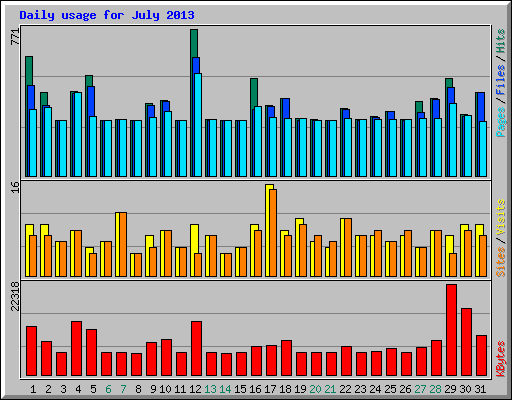 Daily usage for July 2013
771
Pages / Files / Hits
16
Sites / Visits
22318
KBytes
1 2 3 4 5 6 7 8 9 10 11 12 13 14 15 16 17 18 19 20 21 22 23 24 25 26 27 28 29 30 31